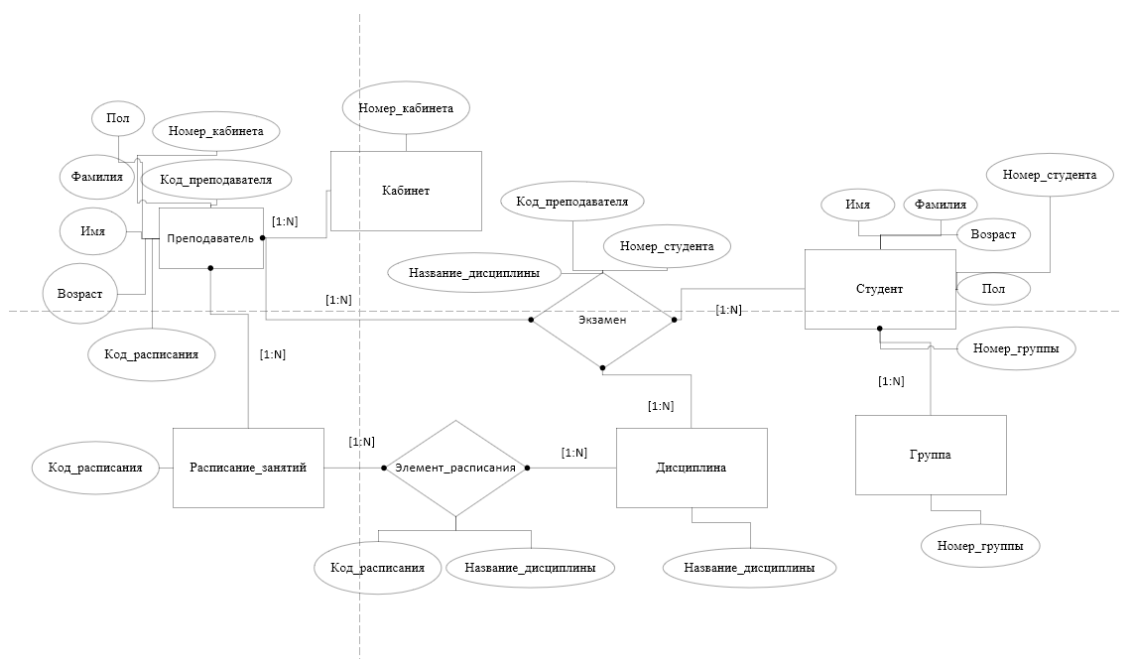 Пол
Номер_кабинета
Номер_кабинета
Фамилия
Код_преподавателя
Кабинет
Номер_студента
Код_преподавателя
Имя
Фамилия
Имя
[1:N]
Преподаватель
Номер_студента
Возраст
Название_дисциплины
Возраст
[1:N]
Студент
Пол
Экзамен
[1:N]
Код_расписания
[1:N]
Номер_группы
[1:N]
[1:N]
[1:N]
[1:N]
Код_расписания
Расписание_занятий
Элемент_расписания
Дисциплина
Группа
Код_расписания
Название_дисциплины
Название_дисциплины
Номер_группы